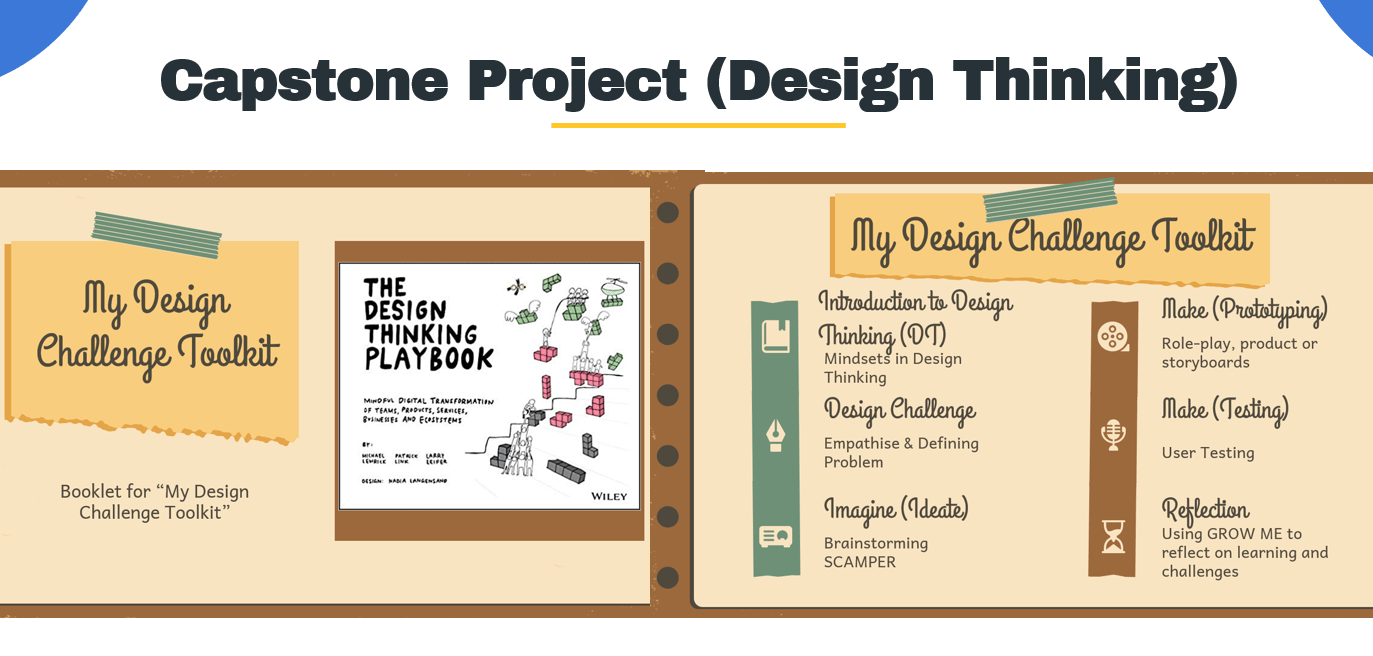 Capstone Project (Design Thinking)
My Design
Challenge Toolkit
Booklet for “My Design
Challenge Toolkit”
THE
DESIGN
THINKING
PLAYBOOK
MINDFUL DIGITAL TRANSFORMATION
OF TEAMS, PRODUCTS, SERVICES,
BUSINESSES AND ECOSYSTEMS
BY:
MICHAEL PATRICK LARRY
LEWRICK LINK LEIFER
DESIGN: NADIA LANGENSAND
WILEY
My Design Challenge Toolkit
Introduction to Design
Thinking (DT)
Mindsets in Design
Thinking
Design Challenge
Empathise & Defining
Problem
Imagine (Ideate)
Brainstorming
SCAMPER
Make (Prototyping)
Role-play, product or
storyboards
Make (Testing)
User Testing
Reflection
Using GROW ME to
reflect on learning and
challenges